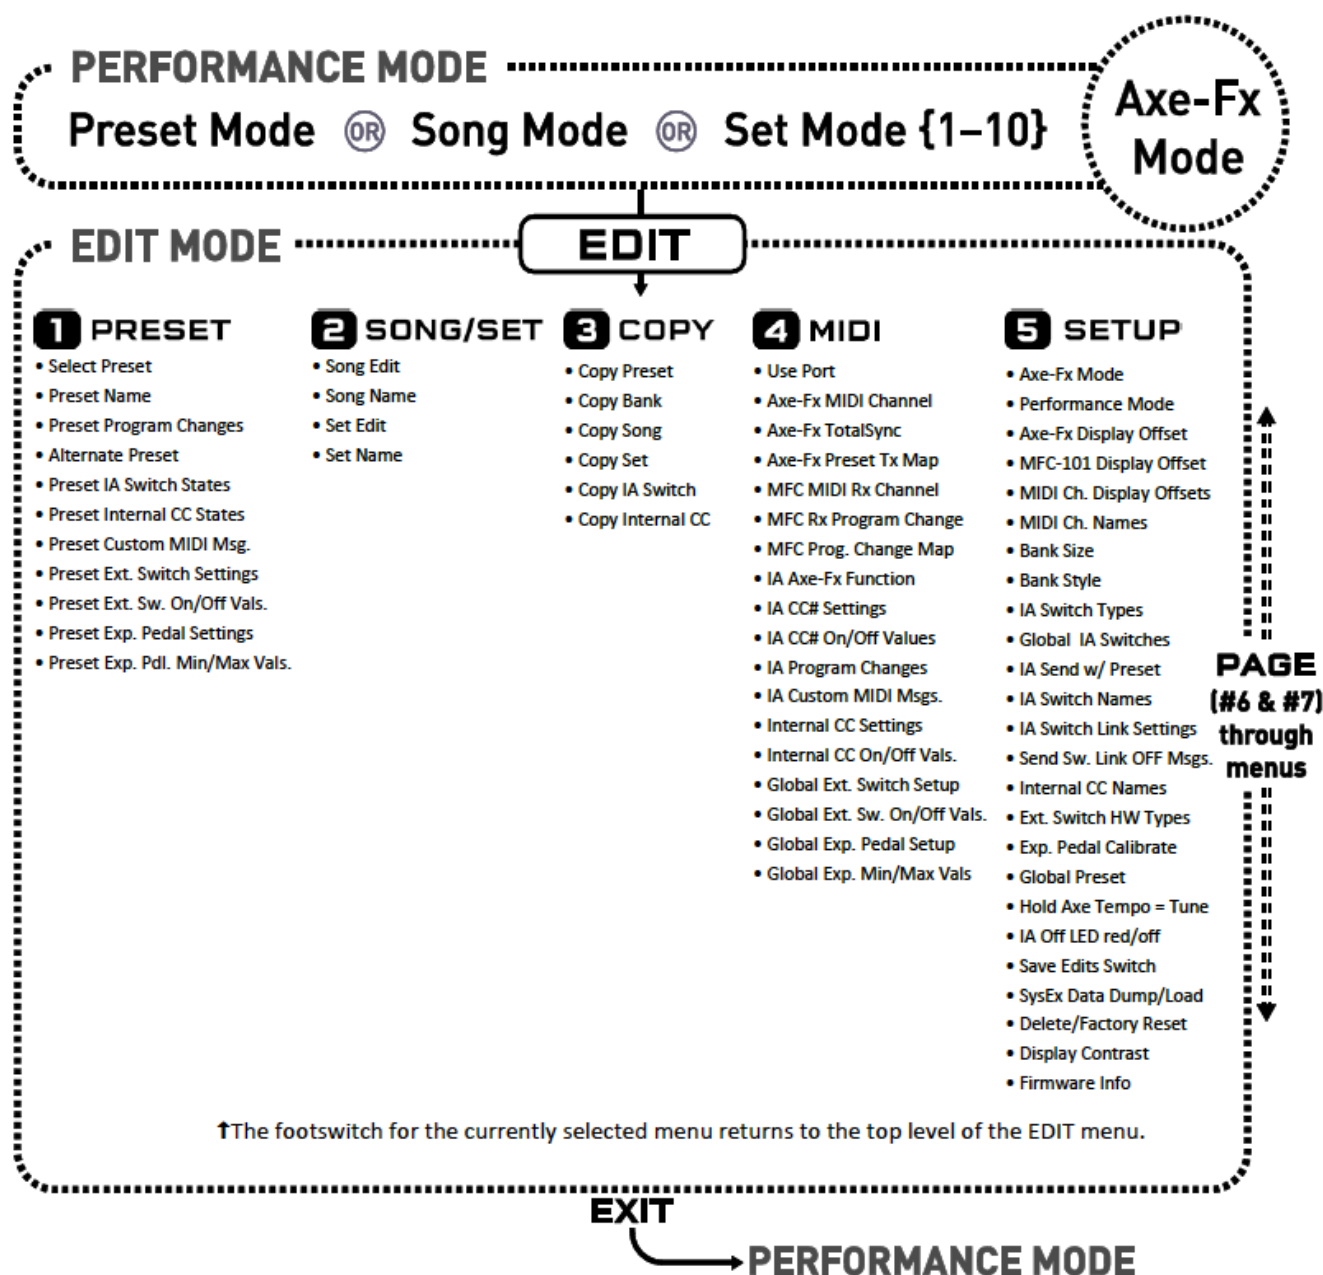 PERFORMANCE MODE
Preset Mode OR Song Mode OR Set Mode {1–10}
Axe-Fx
Mode
EDIT MODE
EDIT
1 PRESET
• Select Preset
• Preset Name
• Preset Program Changes
• Alternate Preset
• Preset IA Switch States
• Preset Internal CC States
• Preset Custom MIDI Msg.
• Preset Ext. Switch Settings
• Preset Ext. Sw. On/Off Vals.
• Preset Exp. Pedal Settings
• Preset Exp. Pdl. Min/Max Vals.
2 SONG/SET
• Song Edit
• Song Name
• Set Edit
• Set Name
3 COPY
• Copy Preset
• Copy Bank
• Copy Song
• Copy Set
• Copy IA Switch
• Copy Internal CC
4 MIDI
• Use Port
• Axe-Fx MIDI Channel
• Axe-Fx TotalSync
• Axe-Fx Preset Tx Map
• MFC MIDI Rx Channel
• MFC Rx Program Change
• MFC Prog. Change Map
• IA Axe-Fx Function
• IA CC# Settings
• IA CC# On/Off Values
• IA Program Changes
• IA Custom MIDI Msgs.
• Internal CC Settings
• Internal CC On/Off Vals.
• Global Ext. Switch Setup
• Global Ext. Sw. On/Off Vals.
• Global Exp. Pedal Setup
• Global Exp. Min/Max Vals
5 SETUP
• Axe-Fx Mode
• Performance Mode
• Axe-Fx Display Offset
• MFC-101 Display Offset
• MIDI Ch. Display Offsets
• MIDI Ch. Names
• Bank Size
• Bank Style
• IA Switch Types
• Global IA Switches
• IA Send w/ Preset
• IA Switch Names
• IA Switch Link Settings
• Send Sw. Link OFF Msgs.
• Internal CC Names
• Ext. Switch HW Types
• Exp. Pedal Calibrate
• Global Preset
• Hold Axe Tempo = Tune
• IA Off LED red/off
• Save Edits Switch
• SysEx Data Dump/Load
• Delete/Factory Reset
• Display Contrast
• Firmware Info
PAGE
(#6 & #7)
through
menus
↑The footswitch for the currently selected menu returns to the top level of the EDIT menu.
EXIT
PERFORMANCE MODE